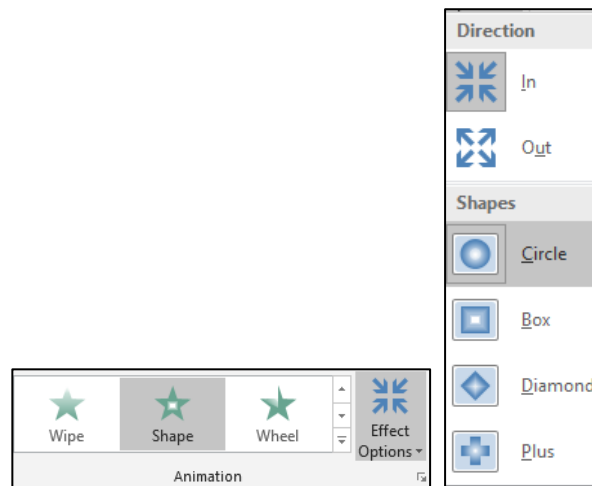 Direction
In
Out
Shapes
Circle
Box
Diamond
Plus
Wipe
Shape
Wheel
Effect
Options
Animation